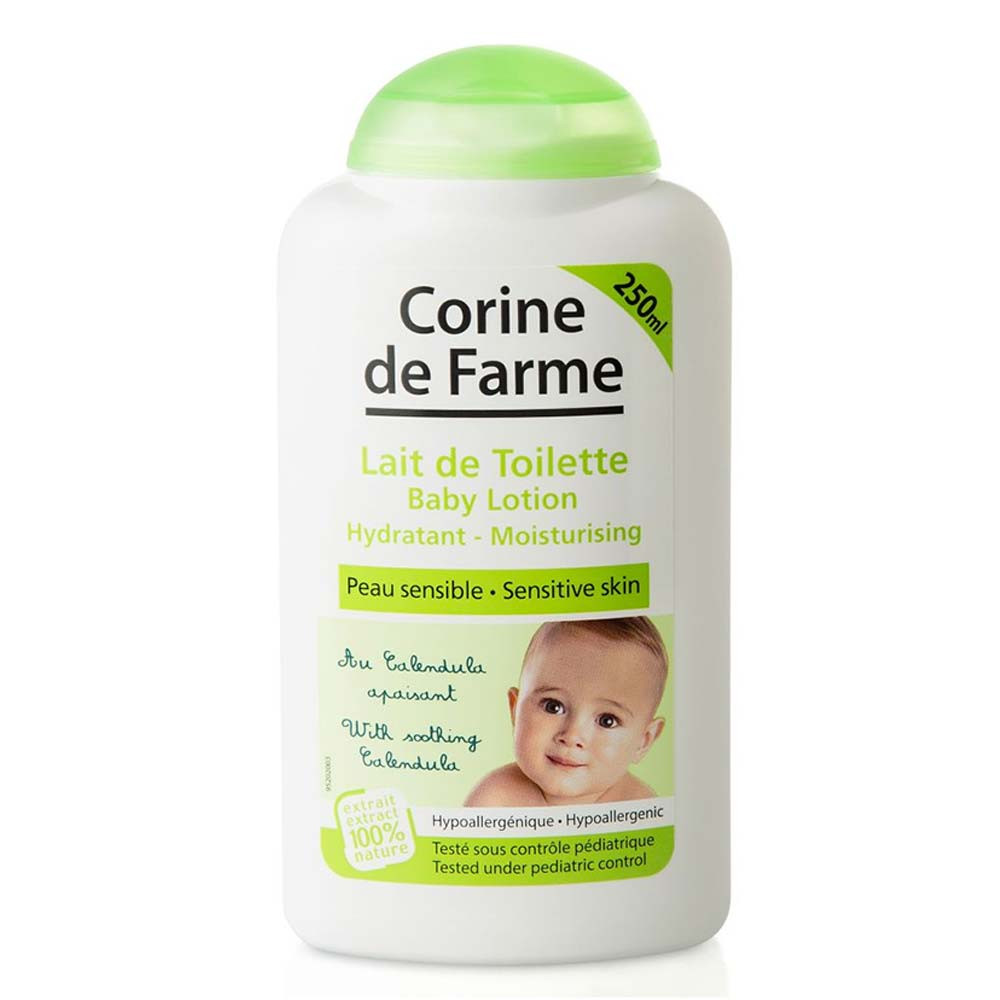 250ml
Corine
de Farme
Lait de Toilette
Baby Lotion
Hydratant - Moisturising
Peau sensible • Sensitive skin
Au Calendula
apaisant
With soothing
Calendula
95202003
extrait
extract
100%
nature
Hypoallergénique • Hypoallergenic
Testé sous contrôle pédiatrique
Tested under pediatric control